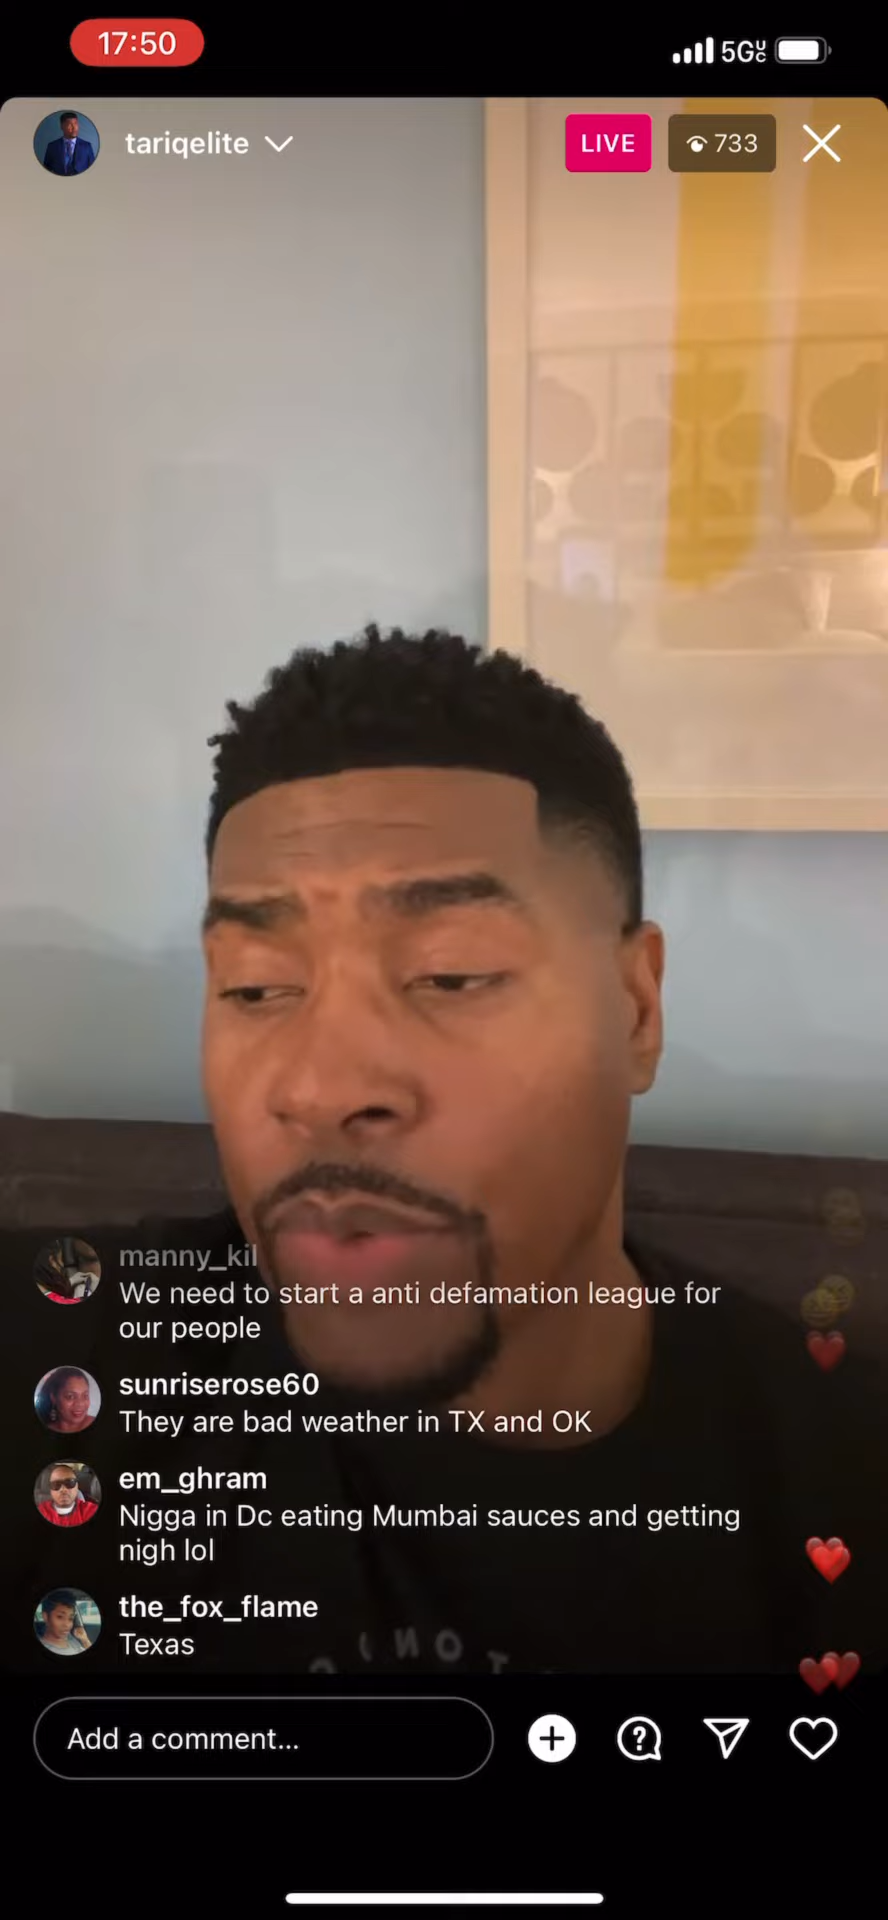 17:50
5G UC
tariqelite
LIVE
733
manny_kil
We need to start a anti defamation league for
our people
sunriserose60
They are bad weather in TX and OK
em_ghram
Nigga in Dc eating Mumbai sauces and getting
nigh lol
the_fox_flame
Texas
Add a comment...